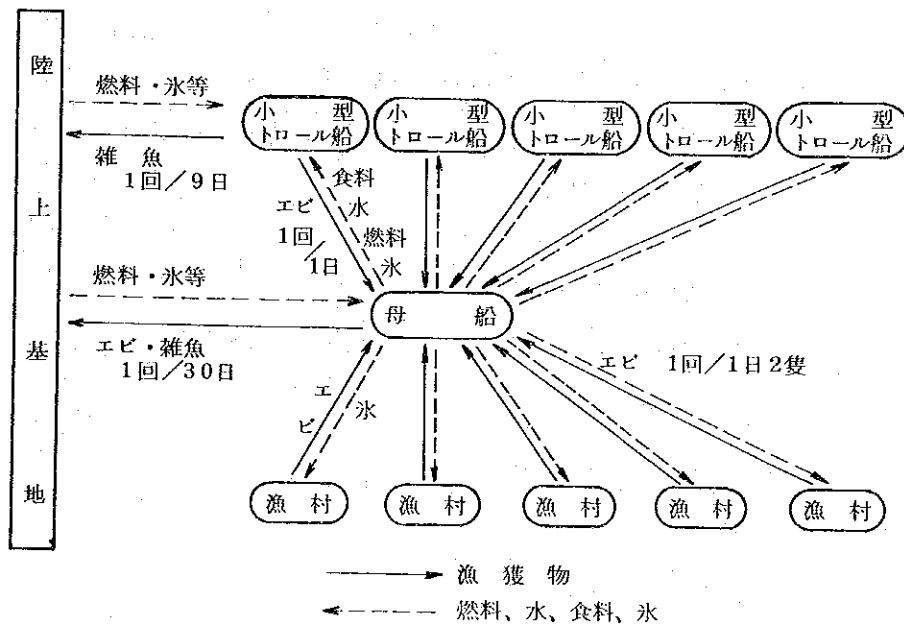 陸上基地
燃料・氷等
雑魚
1回/9日
小型
トロール船
小型
トロール船
小型
トロール船
小型
トロール船
小型
トロール船
エビ
1回/1日
食料
水
燃料
氷
燃料・氷等
エビ・雑魚
1回/30日
母船
エビ
氷
エビ 1回/1日2隻
漁村
漁村
漁村
漁村
漁村
漁獲物
燃料、水、食料、氷